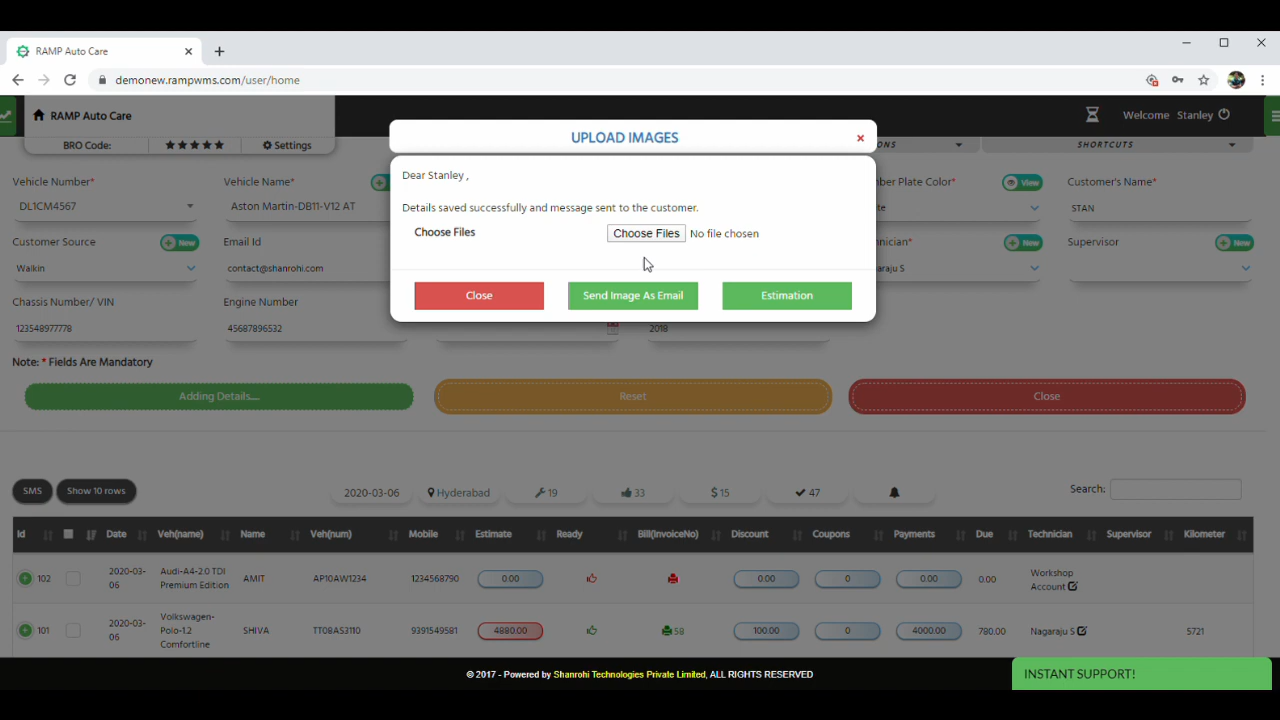 RAMP Auto Care
demonew.rampwms.com/user/home
RAMP Auto Care
Welcome Stanley
BRO Code:
Settings
SHORTCUTS
UPLOAD IMAGES
Dear Stanley ,
Details saved successfully and message sent to the customer.
Choose Files
Choose Files No file chosen
Close
Send Image As Email
Estimation
Vehicle Number*
Vehicle Name*
Plate Color*
View
Customer's Name*
DL1CM4567
Aston Martin-DB11-V12 AT
STAN
Customer Source
New
Email Id
New
Supervisor
New
Walkin
contact@shanrohi.com
S
Chassis Number/ VIN
Engine Number
123548977778
45687896532
2018
Note: * Fields Are Mandatory
Adding Details....
Reset
Close
SMS
Show 10 rows
2020-03-06
Hyderabad
19
33
$ 15
47
Search:
Id Date Veh(name) Name Veh(num) Mobile Estimate Ready Bill(InvoiceNo) Discount Coupons Payments Due Technician Supervisor Kilometer
102 2020-03-06 Audi-A4-2.0 TDI Premium Edition AMIT AP10AW1234 1234568790 0.00 0.00 0 0.00 0.00 Workshop Account
101 2020-03-06 Volkswagen-Polo-1.2 Comfortline SHIVA TT08AS3110 9391549581 4880.00 58 100.00 0 4000.00 780.00 Nagaraju S 5721
© 2017 - Powered by Shanrohi Technologies Private Limited, ALL RIGHTS RESERVED
INSTANT SUPPORT!